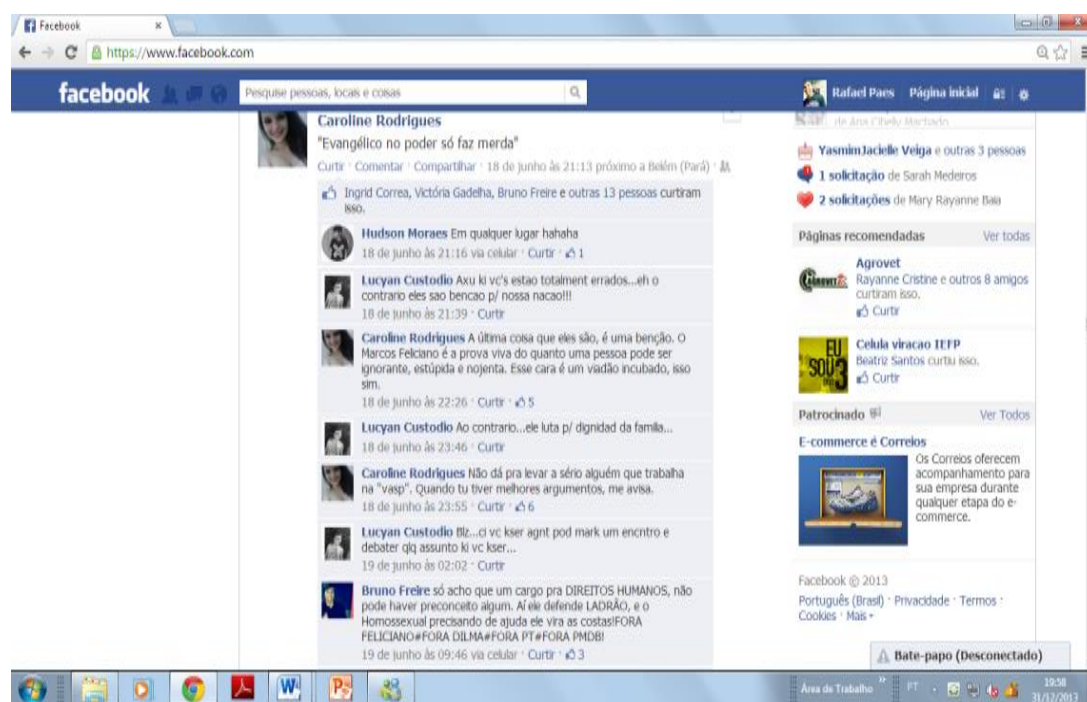 Facebook
https://www.facebook.com
facebook
Pesquise pessoas, locais e coisas
Rafael Paes Página inicial
Caroline Rodrigues
"Evangélico no poder só faz merda"
Curtir · Comentar · Compartilhar · 18 de junho às 21:13 próximo a Belém (Pará) ·
Ingrid Correa, Victória Gadelha, Bruno Freire e outras 13 pessoas curtiram
isso.
Hudson Moraes Em qualquer lugar hahaha
18 de junho às 21:16 via celular · Curtir · 1
Lucyan Custodio Axu ki vc's estao totalment errados...eh o
contrario eles sao bencao p/ nossa nacao!!!
18 de junho às 21:39 · Curtir
Caroline Rodrigues A última coisa que eles são, é uma benção. O
Marcos Feliciano é a prova viva do quanto uma pessoa pode ser
ignorante, estúpida e nojenta. Esse cara é um viadão incubado, isso
sim.
18 de junho às 22:26 · Curtir · 5
Lucyan Custodio Ao contrario...ele luta p/ dignidad da familia...
18 de junho às 23:46 · Curtir
Caroline Rodrigues Não dá pra levar a sério alguém que trabalha
na "vasp". Quando tu tiver melhores argumentos, me avisa.
18 de junho às 23:55 · Curtir · 6
Lucyan Custodio Blz...ci vc kser agnt pod mark um encntro e
debater qlq assunto ki vc kser...
19 de junho às 02:02 · Curtir
Bruno Freire só acho que um cargo pra DIREITOS HUMANOS, não
pode haver preconceito algum. Aí ele defende LADRÃO, e o
Homossexual precisando de ajuda ele vira as costas!FORA
FELICIANO#FORA DILMA#FORA PT#FORA PMDB!
19 de junho às 09:46 via celular · Curtir · 3
de Ana Cibely Machado
Yasmim Jacielle Veiga e outras 3 pessoas
1 solicitação de Sarah Medeiros
2 solicitações de Mary Rayanne Baia
Páginas recomendadas Ver todas
Agrovet
Rayanne Cristine e outros 8 amigos
curtiram isso.
Curtir
EU
SOU
3
Celula viracao IEFP
Beatriz Santos curtiu isso.
Curtir
Patrocinado Ver Todos
E-commerce é Correios
Os Correios oferecem
acompanhamento para
sua empresa durante
qualquer etapa do e-
commerce.
Facebook © 2013
Português (Brasil) · Privacidade · Termos ·
Cookies · Mais
Bate-papo (Desconectado)
Área de Trabalho PT 19:58
31/12/2013